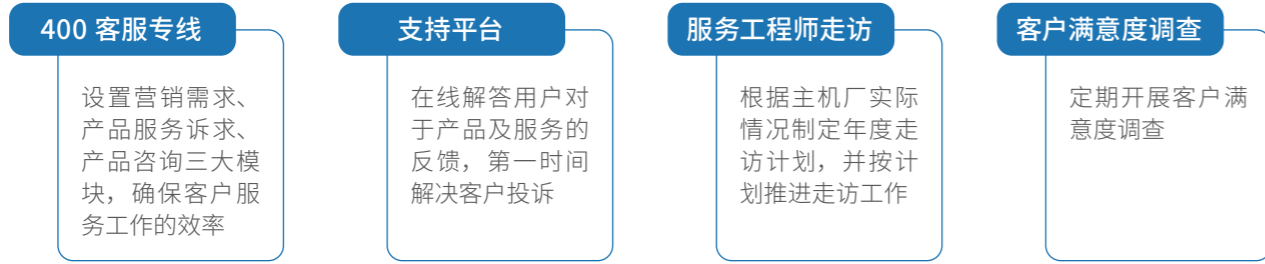 400 客服专线
设置营销需求、
产品服务诉求、
产品咨询三大模
块，确保客户服
务工作的效率
支持平台
在线解答用户对
于产品及服务的
反馈，第一时间
解决客户投诉
服务工程师走访
根据主机厂实际
情况制定年度走
访计划，并按计
划推进走访工作
客户满意度调查
定期开展客户满
意度调查